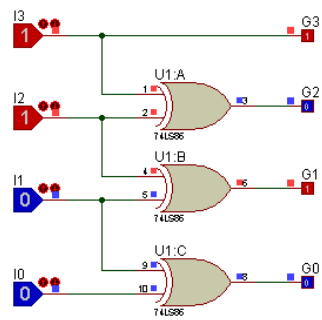 I3 G3
1 1
U1:A
I2 1 3 G2
1 2 0
74LS86
U1:B
I1 4 6 G1
0 5 1
74LS86
U1:C
I0 9 8 G0
0 10 0
74LS86